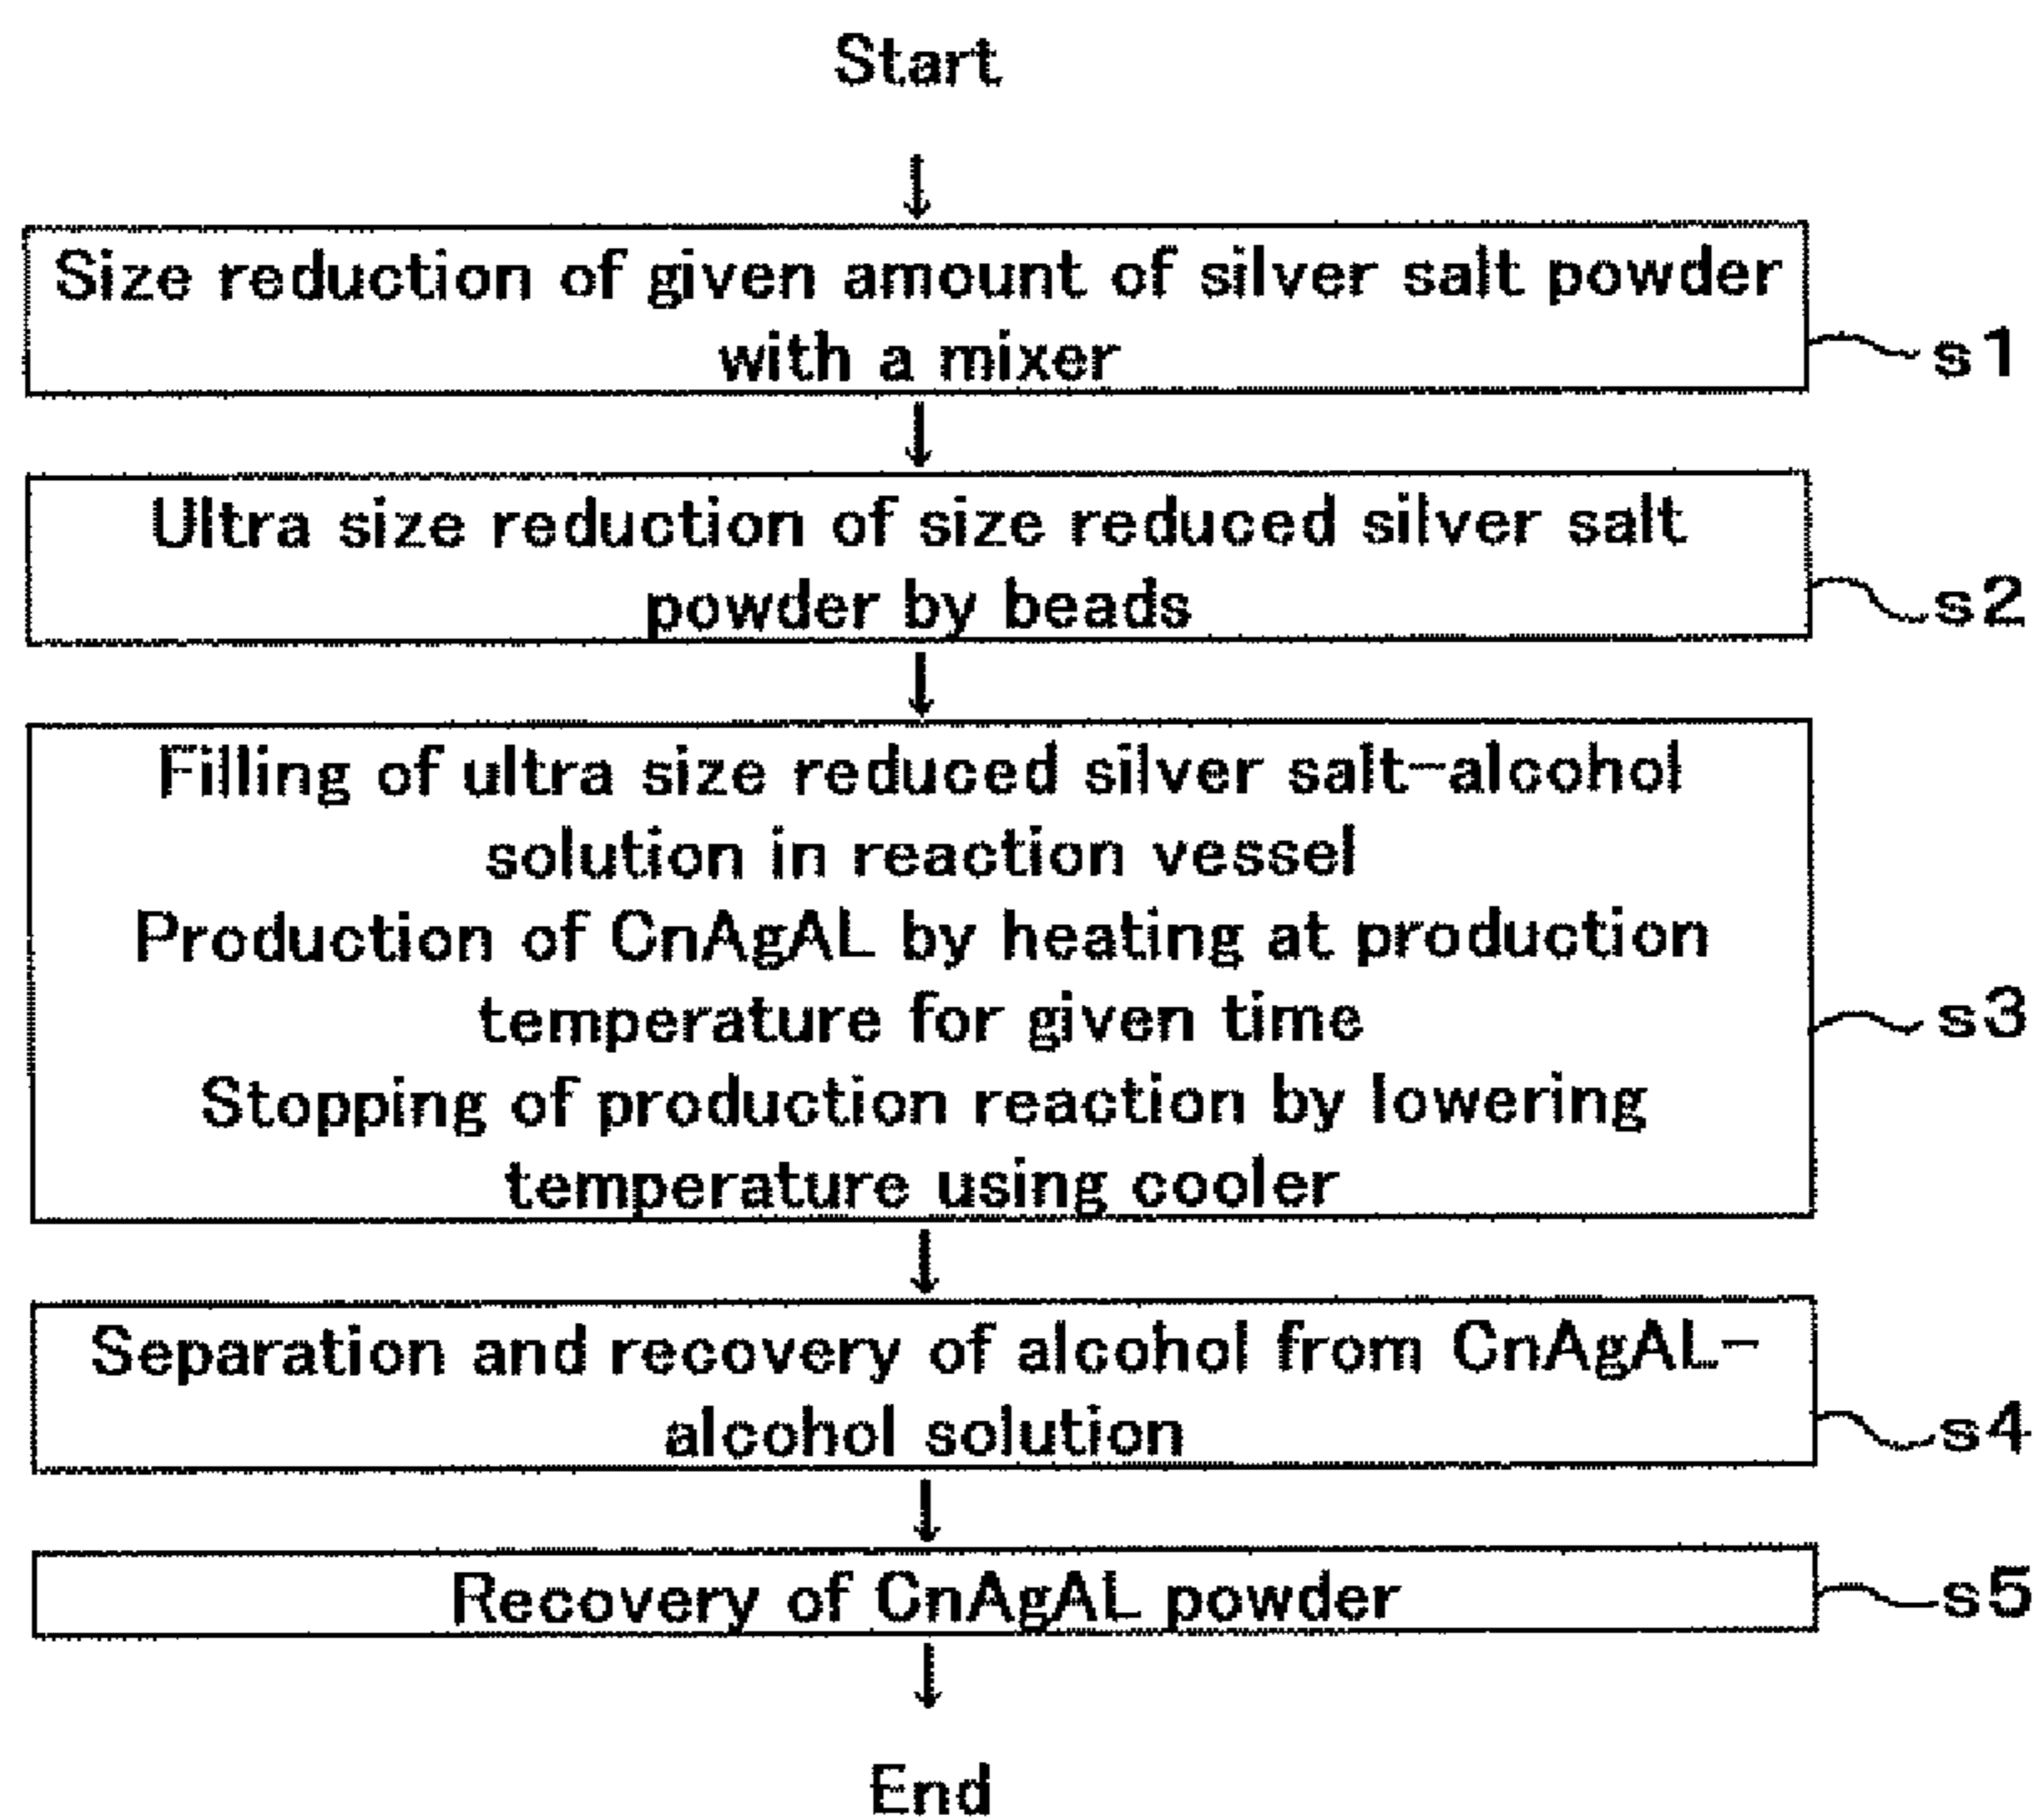 Start
Size reduction of given amount of silver salt powder
with a mixer
s1
Ultra size reduction of size reduced silver salt
powder by beads
s2
Filling of ultra size reduced silver salt-alcohol
solution in reaction vessel
Production of CnAgAL by heating at production
temperature for given time
Stopping of production reaction by lowering
temperature using cooler
s3
Separation and recovery of alcohol from CnAgAL-
alcohol solution
s4
Recovery of CnAgAL powder
s5
End